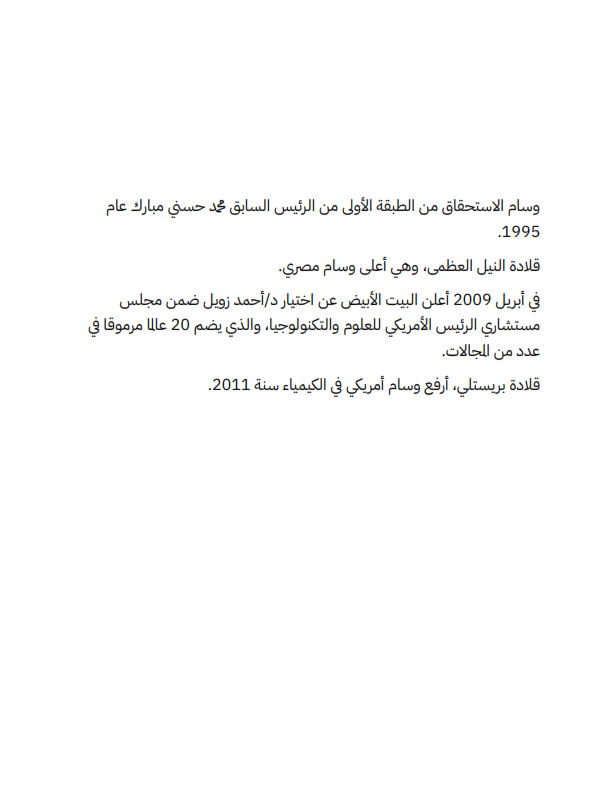 وسام الاستحقاق من الطبقة الأولى من الرئيس السابق محمد حسني مبارك عام
1995.
قلادة النيل العظمى، وهي أعلى وسام مصري.
في أبريل 2009 أعلن البيت الأبيض عن اختيار د/أحمد زويل ضمن مجلس
مستشاري الرئيس الأمريكي للعلوم والتكنولوجيا، والذي يضم 20 عالما مرموقا في
عدد من المجالات.
قلادة بريستلي، أرفع وسام أمريكي في الكيمياء سنة 2011.